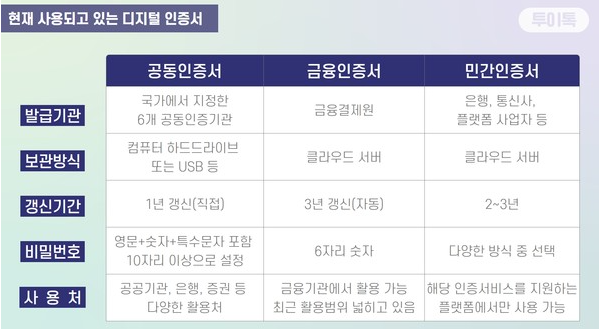 현재 사용되고 있는 디지털 인증서
투이톡
공동인증서 금융인증서 민간인증서
발급기관
국가에서 지정한
6개 공동인증기관
금융결제원
은행, 통신사,
플랫폼 사업자 등
보관방식
컴퓨터 하드드라이브
또는 USB 등
클라우드 서버
클라우드 서버
갱신기간
1년 갱신(직접)
3년 갱신(자동)
2~3년
비밀번호
영문+숫자+특수문자 포함
10자리 이상으로 설정
6자리 숫자
다양한 방식 중 선택
사 용 처
공공기관, 은행, 증권 등
다양한 활용처
금융기관에서 활용 가능
최근 활용범위 넓히고 있음
해당 인증서비스를 지원하는
플랫폼에서만 사용 가능